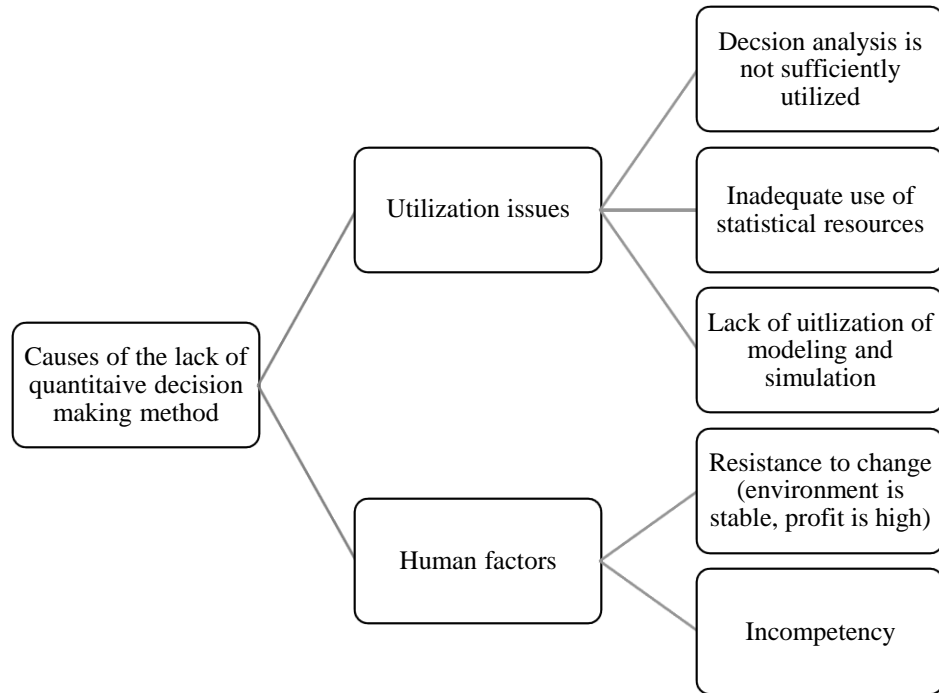 Decsion analysis is
not sufficiently
utilized
Utilization issues
Inadequate use of
statistical resources
Lack of uitlization of
modeling and
simulation
Causes of the lack of
quantitaive decision
making method
Resistance to change
(environment is
stable, profit is high)
Human factors
Incompetency